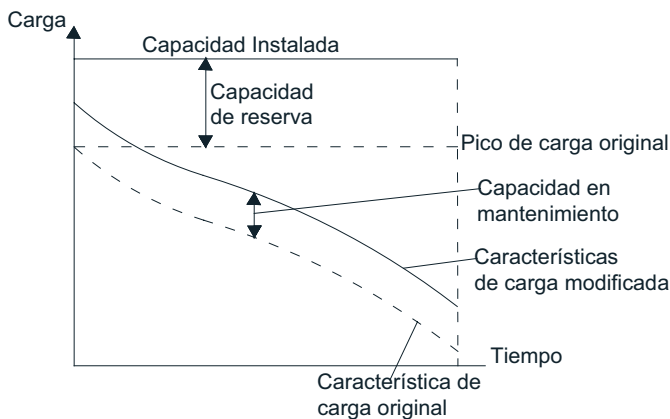 Carga
Capacidad Instalada
Capacidad
de reserva
Pico de carga original
Capacidad en
mantenimiento
Características
de carga modificada
Tiempo
Característica de
carga original